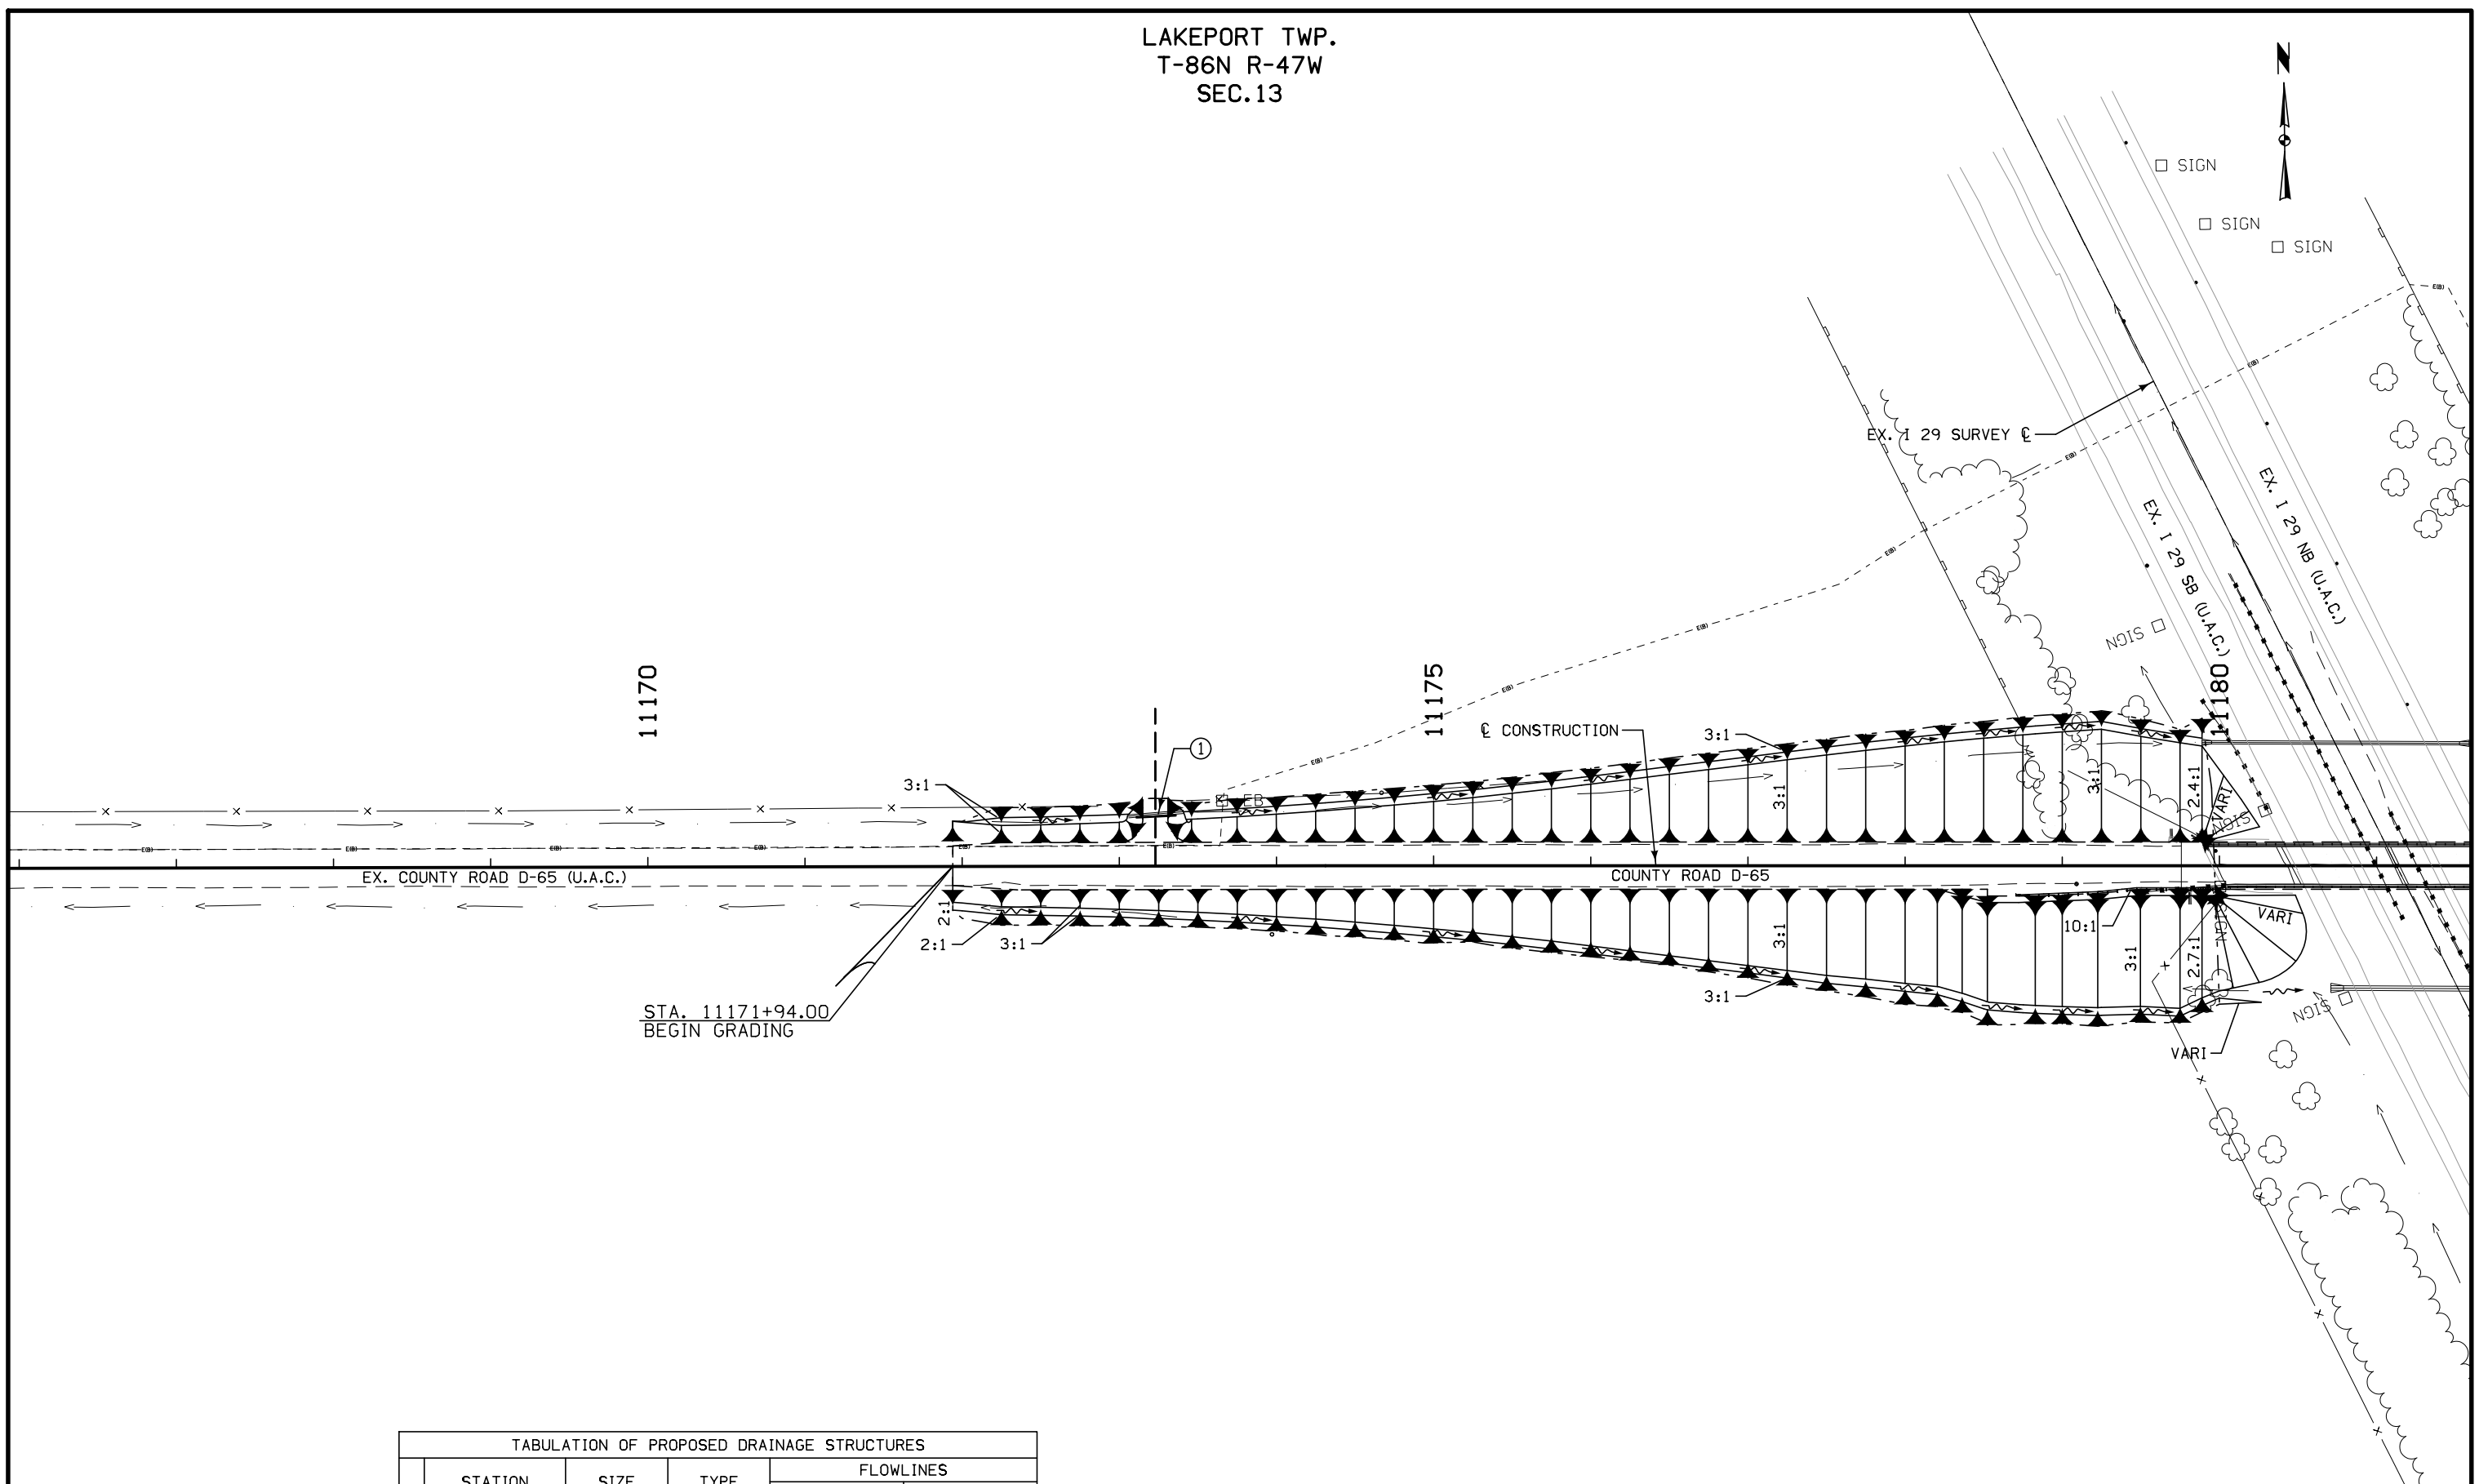 LAKEPORT TWP.
T-86N R-47W
SEC.13
N
SIGN
SIGN
SIGN
E(B)
E(B)
EX. I 29 SURVEY ℄
E(B)
EX. I 29 NB (U.A.C.)
EX. I 29 SB (U.A.C.)
E(B)
E(B)
SIGN
E(B)
11170
11175
11180
℄ CONSTRUCTION
3:1
1
E(B)
3:1
EB
3:1
3:1
2.4:1
VARI
SIGN
E(B)
E(B)
E(B)
E(B)
E(B)
E(B)
EX. COUNTY ROAD D-65 (U.A.C.)
COUNTY ROAD D-65
2:1
2:1
3:1
3:1
10:1
3:1
2.7:1
SIGN
VARI
3:1
STA. 11171+94.00
BEGIN GRADING
SIGN
VARI
TABULATION OF PROPOSED DRAINAGE STRUCTURES
FLOWLINES
STATION SIZE TYPE